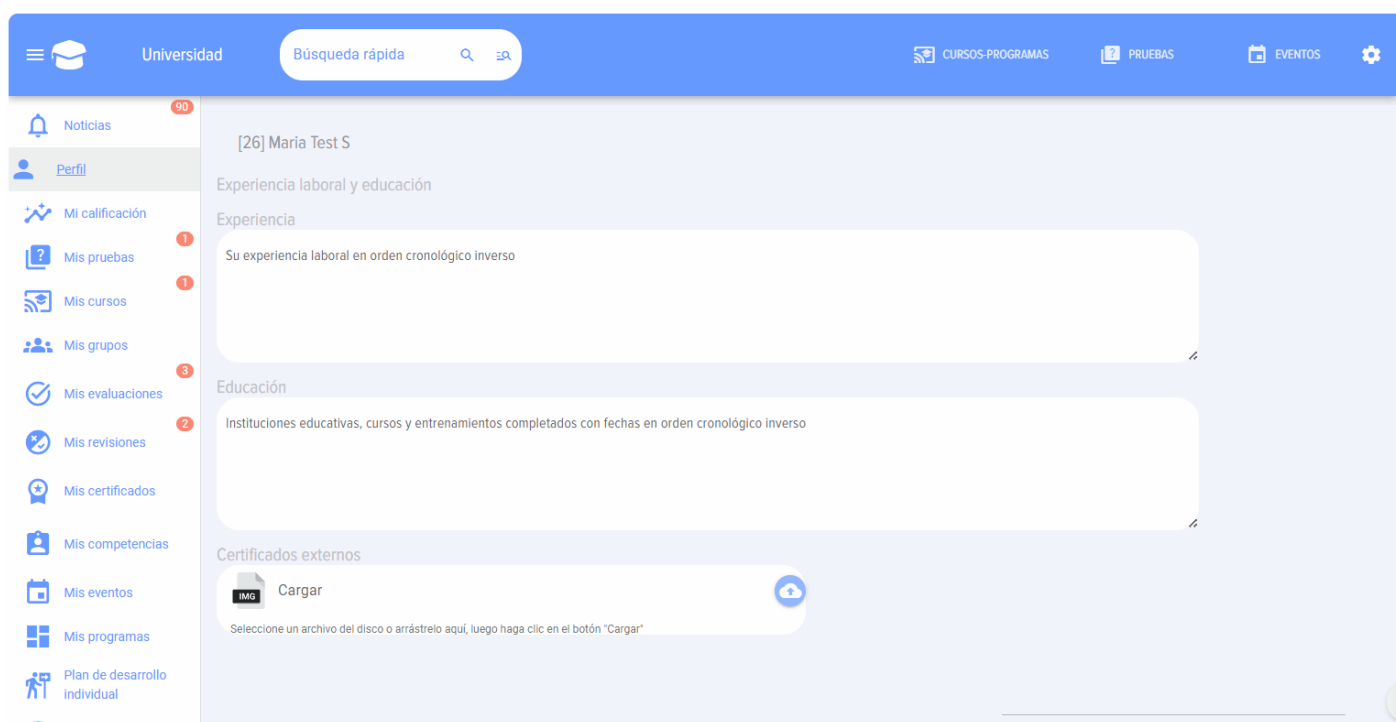 Universidad
Búsqueda rápida
CURSOS-PROGRAMAS
? PRUEBAS
EVENTOS
90
Noticias
Perfil
Mi calificación
1
? Mis pruebas
1
Mis cursos
Mis grupos
3
Mis evaluaciones
2
Mis revisiones
Mis certificados
Mis competencias
Mis eventos
Mis programas
Plan de desarrollo
individual
[26] Maria Test S
Experiencia laboral y educación
Experiencia
Su experiencia laboral en orden cronológico inverso
Educación
Instituciones educativas, cursos y entrenamientos completados con fechas en orden cronológico inverso
Certificados externos
IMG Cargar
Seleccione un archivo del disco o arrástrelo aquí, luego haga clic en el botón "Cargar"